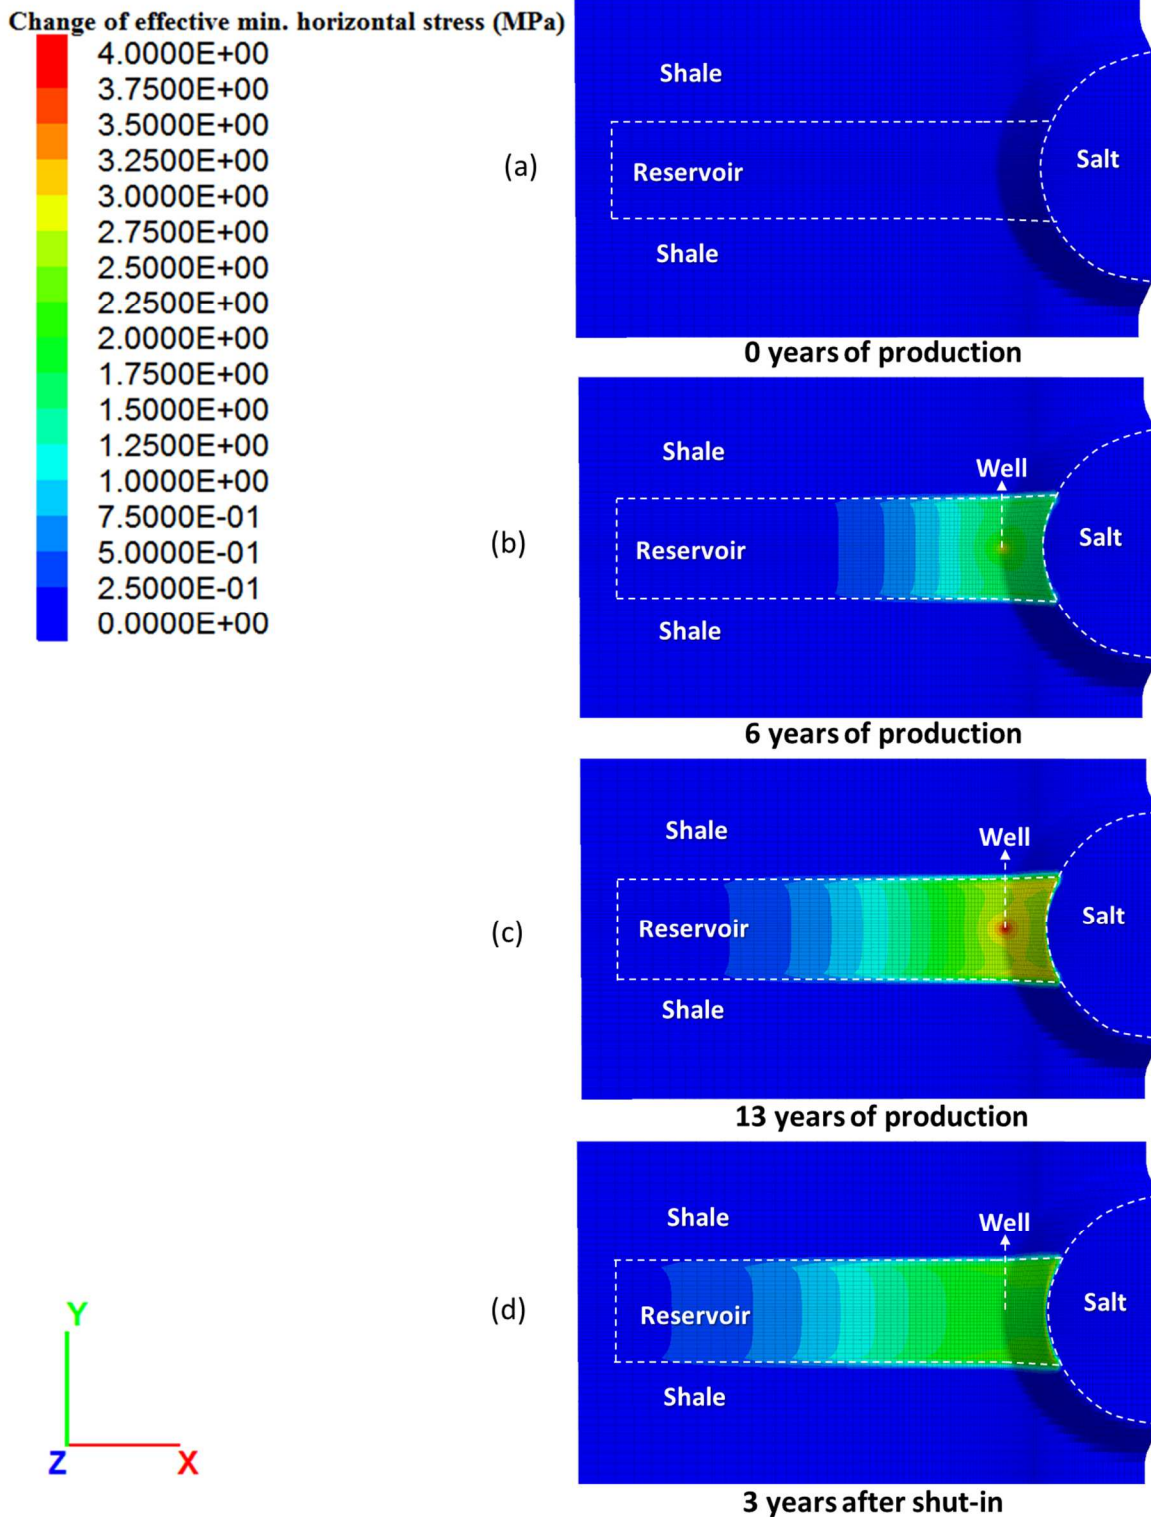 Change of effective min. horizontal stress (MPa)
4.0000E+00
3.7500E+00
3.5000E+00
3.2500E+00
3.0000E+00
2.7500E+00
2.5000E+00
2.2500E+00
2.0000E+00
1.7500E+00
1.5000E+00
1.2500E+00
1.0000E+00
7.5000E-01
5.0000E-01
2.5000E-01
0.0000E+00
(a)
Shale
Reservoir
Salt
Shale
0 years of production
(b)
Shale
Well
Reservoir
Salt
Shale
6 years of production
(c)
Shale
Well
Reservoir
Salt
Shale
13 years of production
(d)
Shale
Well
Reservoir
Salt
Shale
3 years after shut-in
Y
Z
X